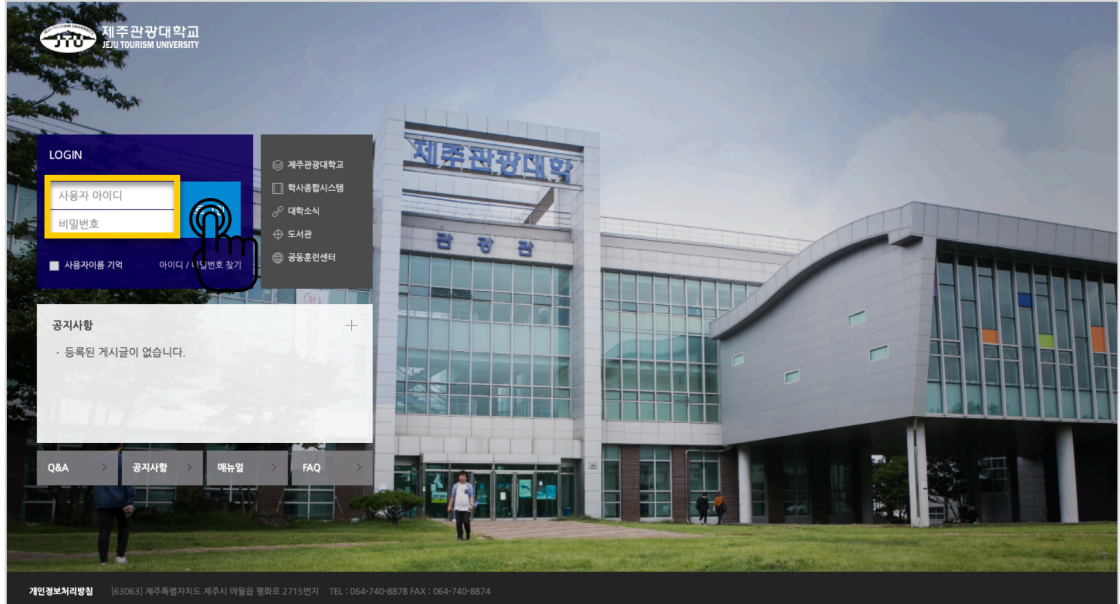 JEJU TOURISM UNIVERSITY
JTU
제주관광대학교
JEJU TOURISM UNIVERSITY
LOGIN
사용자 아이디
비밀번호
사용자이름 기억
아이디 / 비밀번호 찾기
제주관광대학교
학사종합시스템
대학소식
도서관
공동훈련센터
제주관광대학
관광관
공지사항
· 등록된 게시글이 없습니다.
Q&A
공지사항
매뉴얼
FAQ
개인정보처리방침 [63063] 제주특별자치도 제주시 애월읍 평화로 2715번지 TEL : 064-740-8878 FAX : 064-740-8874